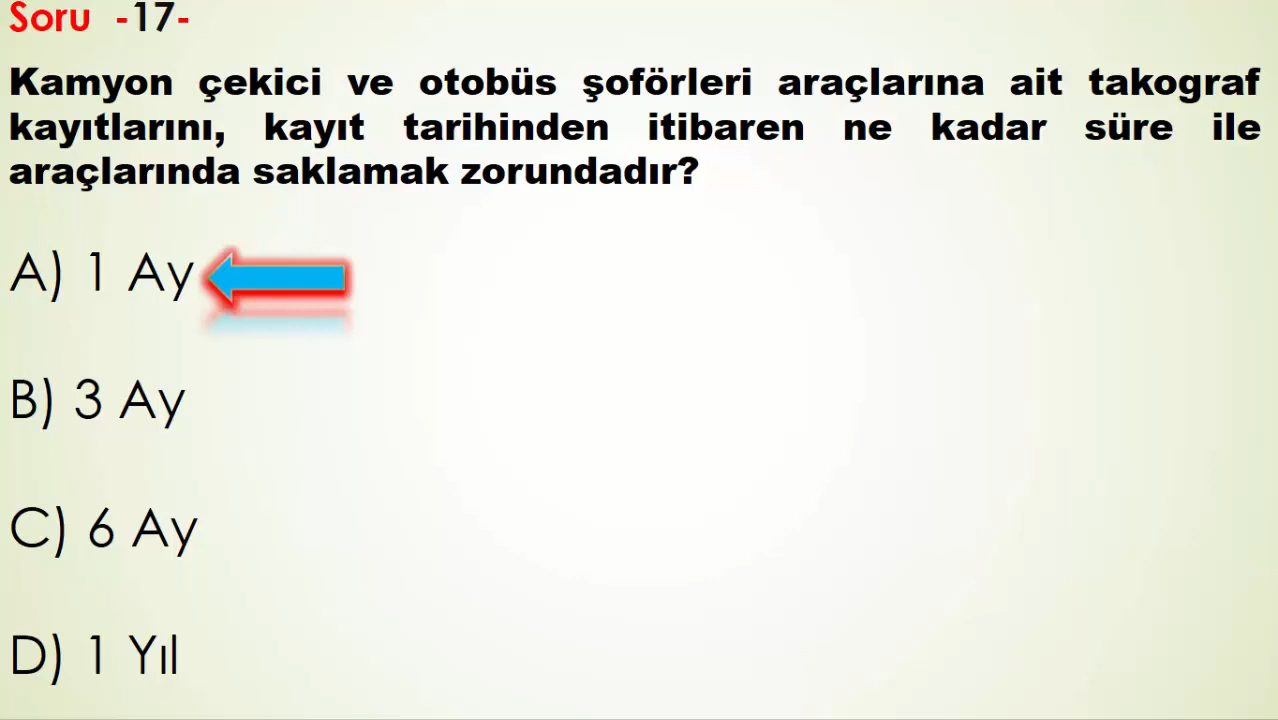 Soru -17-
Kamyon çekici ve otobüs şoförleri araçlarına ait takograf
kayıtlarını, kayıt tarihinden itibaren ne kadar süre ile
araçlarında saklamak zorundadır?
A) 1 Ay
B) 3 Ay
C) 6 Ay
D) 1 Yıl